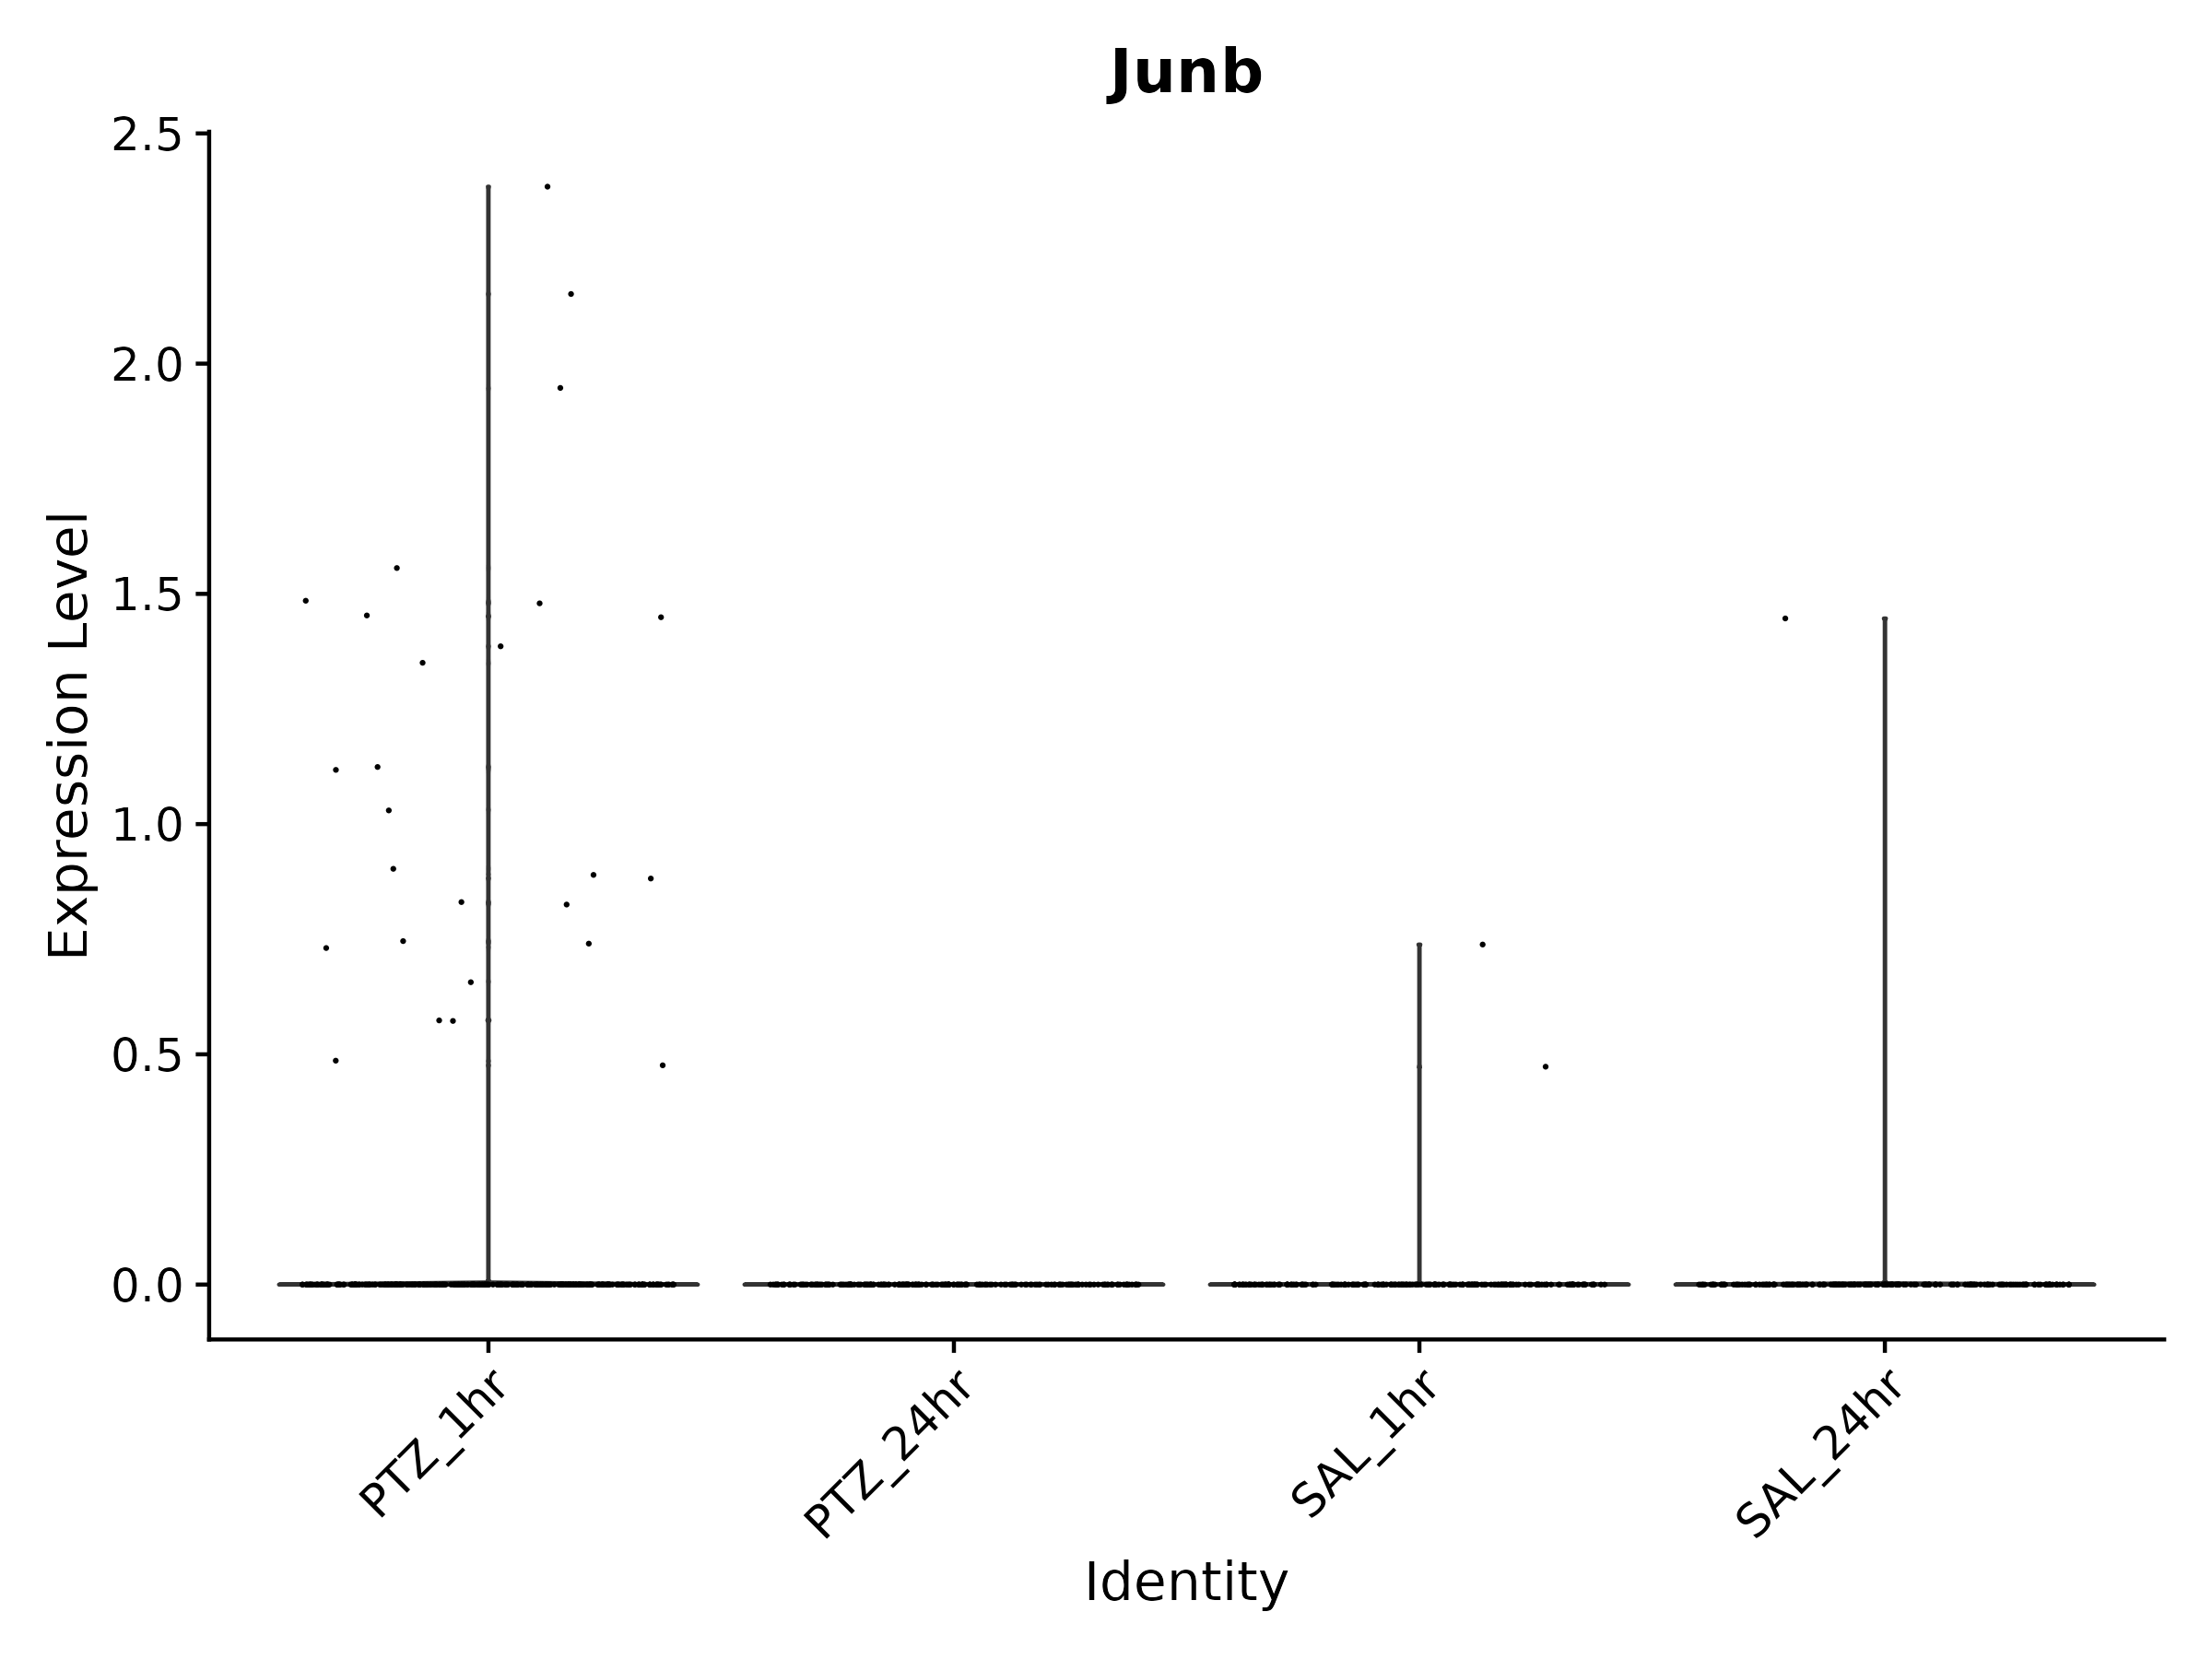 Junb
2.5
2.0
1.5
1.0
0.5
0.0
Expression Level
PTZ_1hr
PTZ_24hr
SAL_1hr
SAL_24hr
Identity